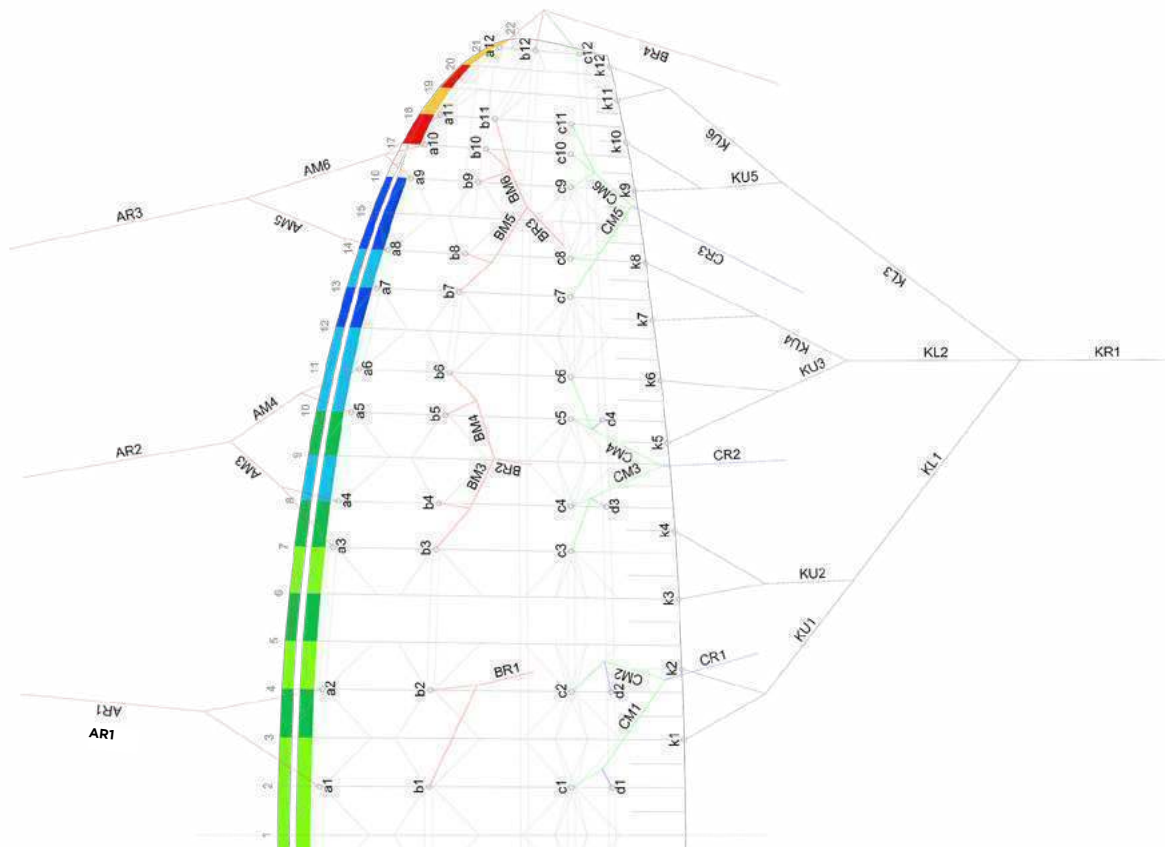 22
21
20
19
18
17
16
15
14
13
12
11
10
9
8
7
6
5
4
3
2
1
AR3
AM6
AM5
AR2
AM4
AM3
AR1
AR1
a12
a11
a10
a9
a8
a7
a6
a5
a4
a3
a2
a1
b12
b11
b10
b9
b8
b7
b6
b5
b4
b3
b2
b1
BR4
BM6
BM5
BR3
BM4
BM3
BR2
BR1
c12
c11
c10
c9
c8
c7
c6
c5
c4
c3
c2
c1
CM6
CM5
CR3
CM4
CM3
CR2
CM2
CM1
CR1
d4
d3
d2
d1
k12
k11
k10
k9
k8
k7
k6
k5
k4
k3
k2
k1
KU6
KU5
KU4
KU3
KU2
KU1
KL3
KL2
KL1
KR1